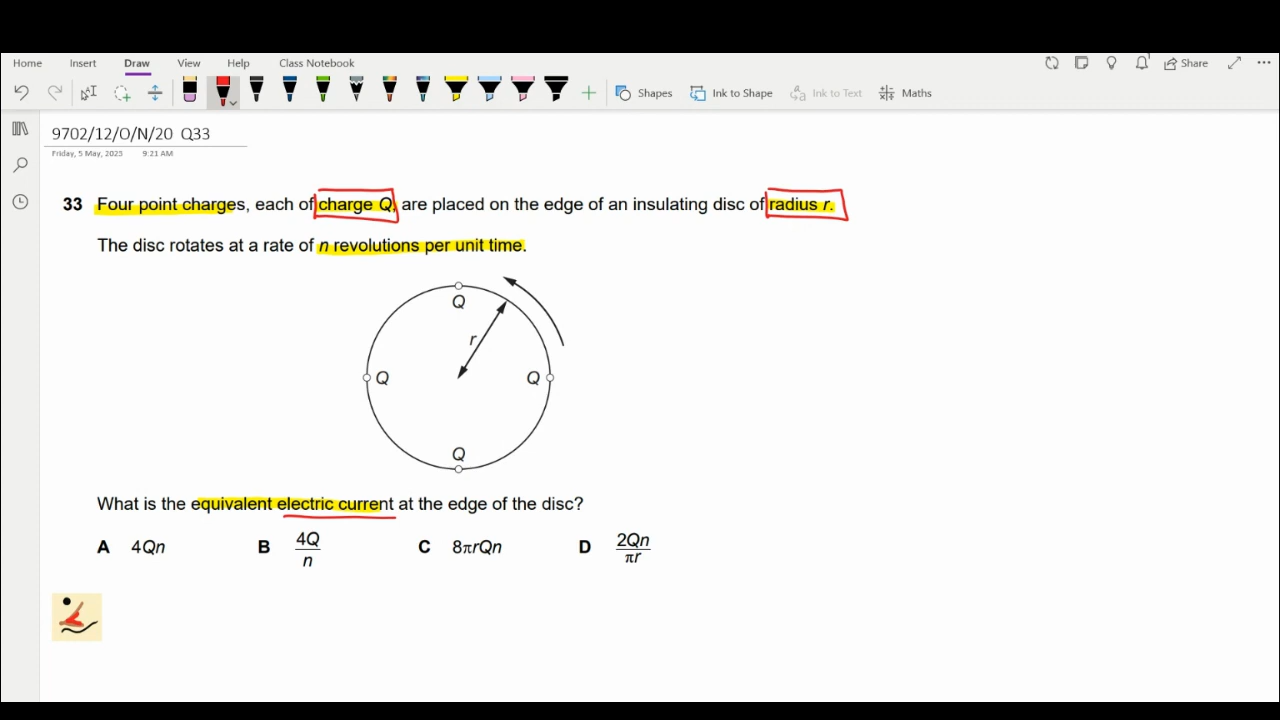 Home Insert Draw View Help Class Notebook Share
Shapes Ink to Shape Ink to Text Maths
9702/12/O/N/20 Q33
Friday, 5 May, 2023 9:21 AM
33 Four point charges, each of charge Q, are placed on the edge of an insulating disc of radius r.
The disc rotates at a rate of n revolutions per unit time.
Q
r
Q Q
Q
What is the equivalent electric current at the edge of the disc?
A 4Qn B 4Q/n C 8πrQn D 2Qn/πr